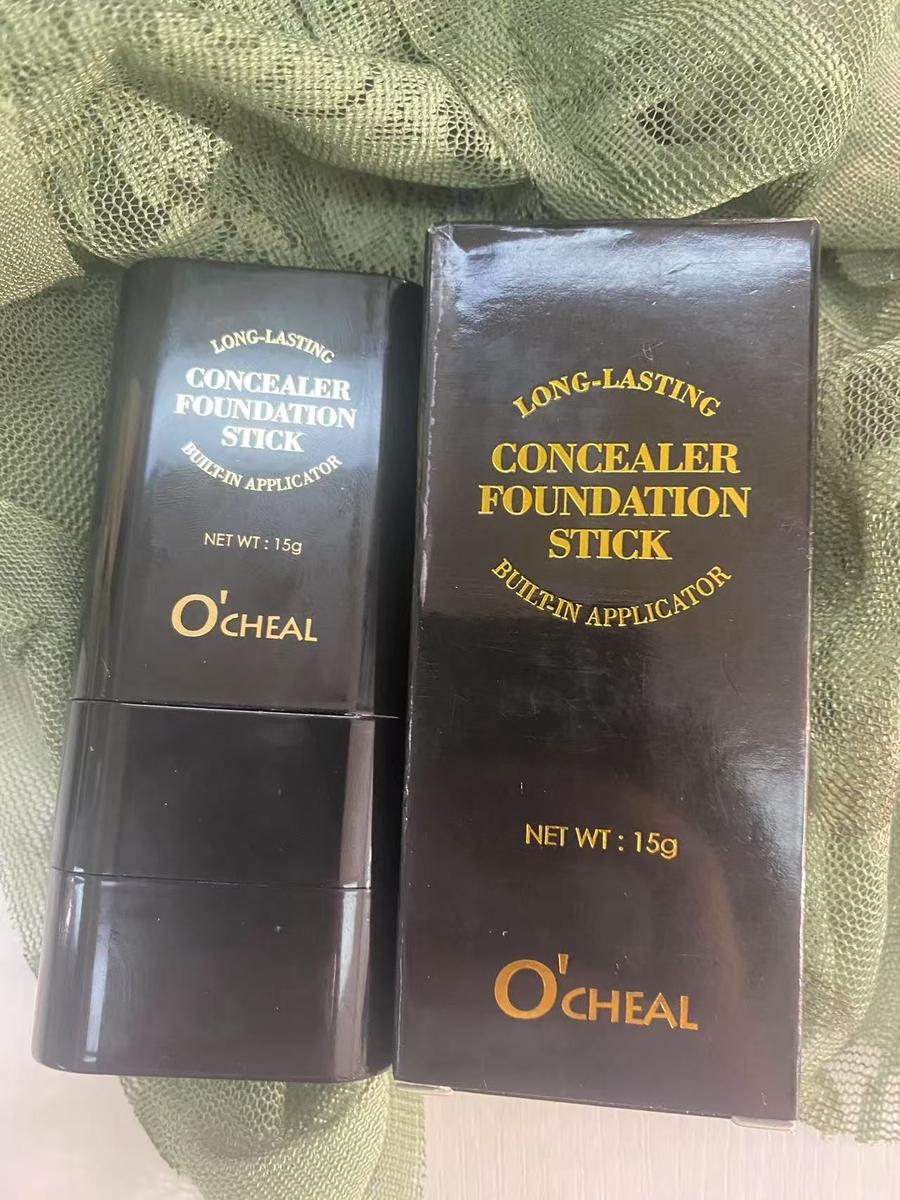 LONG-LASTING
CONCEALER
FOUNDATION
STICK
BUILT-IN APPLICATOR
NET WT : 15g
O'CHEAL
LONG-LASTING
CONCEALER
FOUNDATION
STICK
BUILT-IN APPLICATOR
NET WT : 15g
O'CHEAL